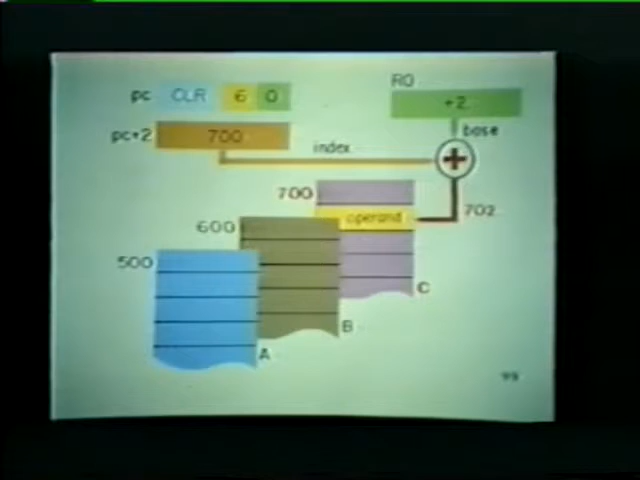 R0
pc CLR 6 0
+2
pc+2 700
base
index
+
700
operand
702
600
500
C
B
A
99